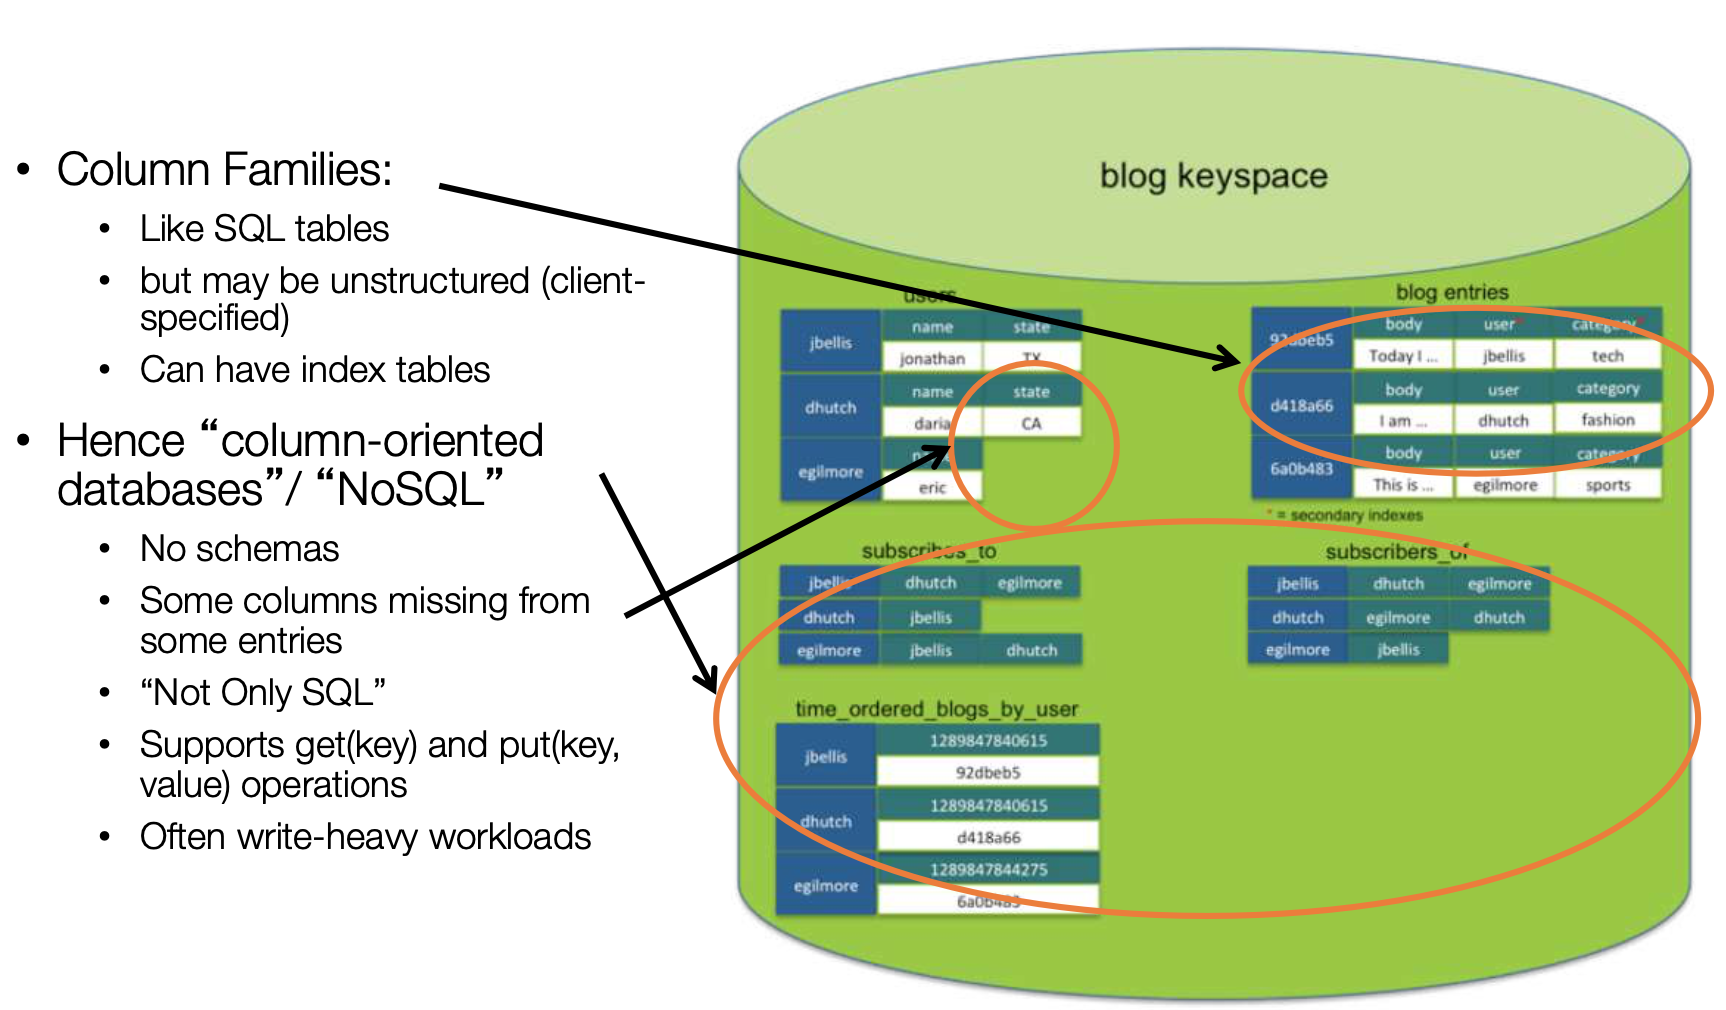 • Column Families:
• Like SQL tables
• but may be unstructured (client-
specified)
• Can have index tables
• Hence “column-oriented
databases”/ “NoSQL”
• No schemas
• Some columns missing from
some entries
• “Not Only SQL”
• Supports get(key) and put(key,
value) operations
• Often write-heavy workloads
blog keyspace
users
jbellis name state
jonathan TX
dhutch name state
daria CA
egilmore name
eric
blog entries
92dbeb5 body user* category*
Today I ... jbellis tech
d418a66 body user category
I am ... dhutch fashion
6a0b483 body user category
This is ... egilmore sports
* = secondary indexes
subscribes_to
jbellis dhutch egilmore
dhutch jbellis
egilmore jbellis dhutch
subscribers_of
jbellis dhutch egilmore
dhutch egilmore dhutch
egilmore jbellis
time_ordered_blogs_by_user
jbellis 1289847840615
92dbeb5
dhutch 1289847840615
d418a66
egilmore 1289847844275
6a0b483